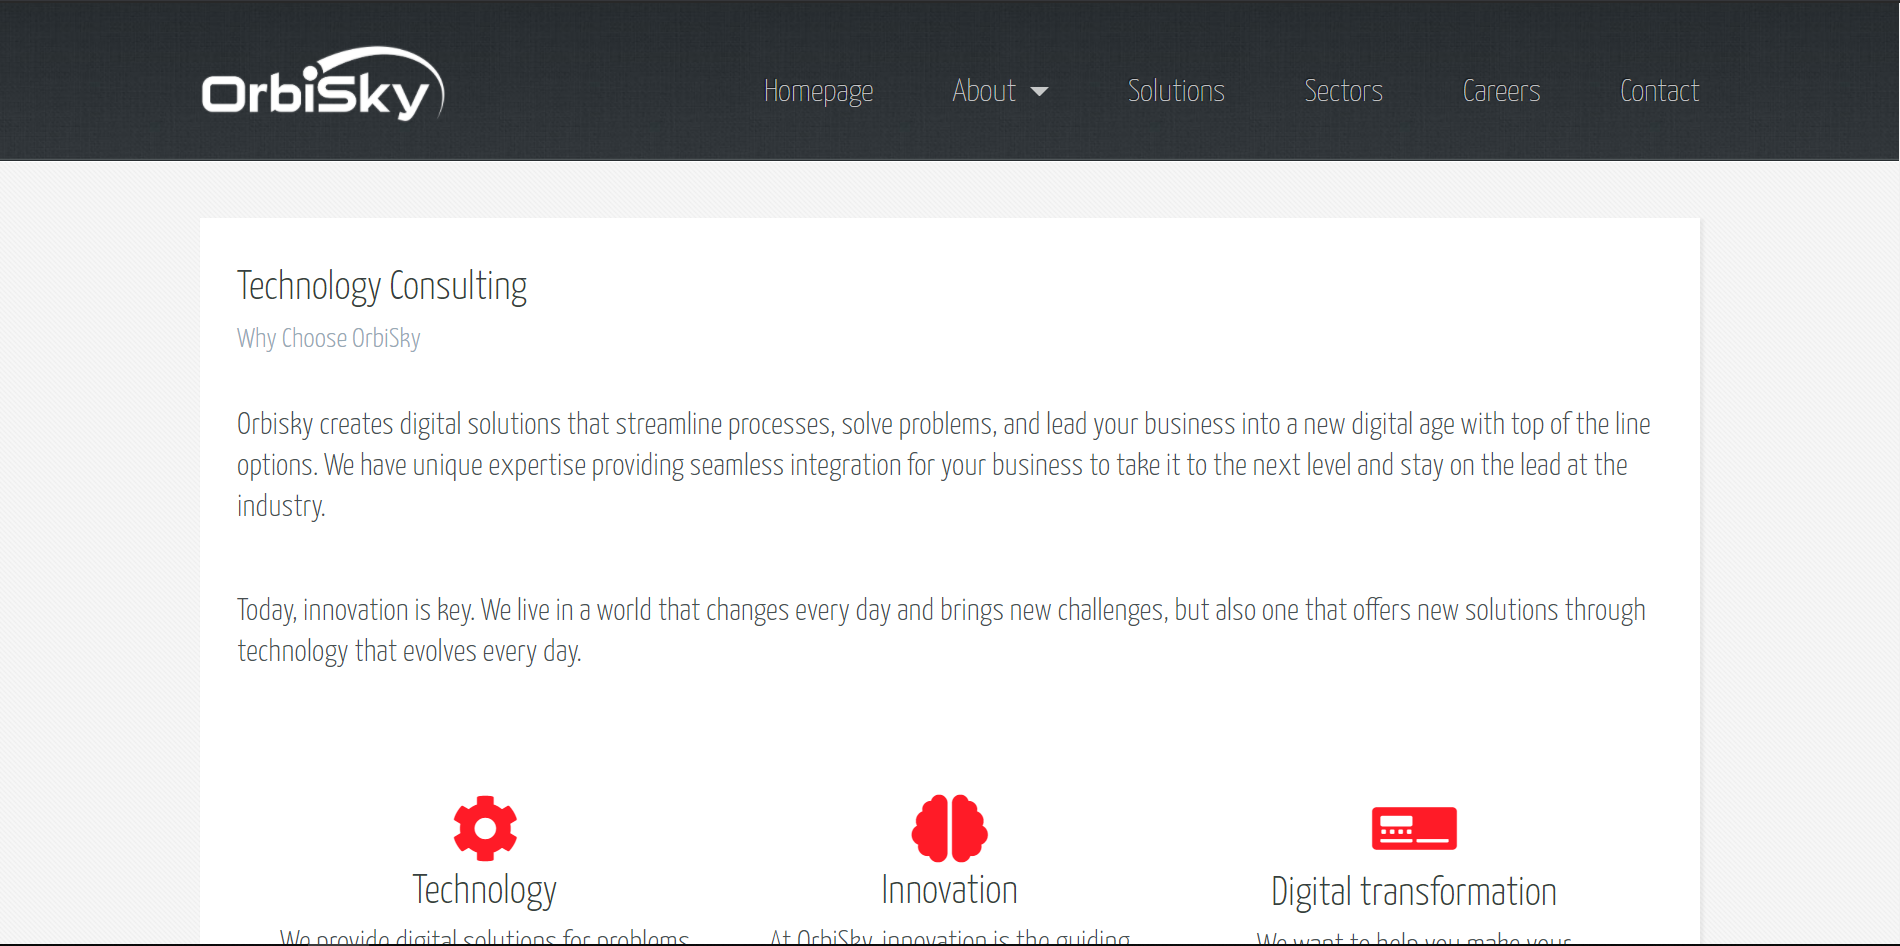 OrbiSky
Homepage
About
Solutions
Sectors
Careers
Contact
Technology Consulting
Why Choose OrbiSky
Orbisky creates digital solutions that streamline processes, solve problems, and lead your business into a new digital age with top of the line
options. We have unique expertise providing seamless integration for your business to take it to the next level and stay on the lead at the
industry.
Today, innovation is key. We live in a world that changes every day and brings new challenges, but also one that offers new solutions through
technology that evolves every day.
Technology
Innovation
Digital transformation
We provide digital solutions for problems
At OrbiSky, innovation is the guiding
We want to help you make your